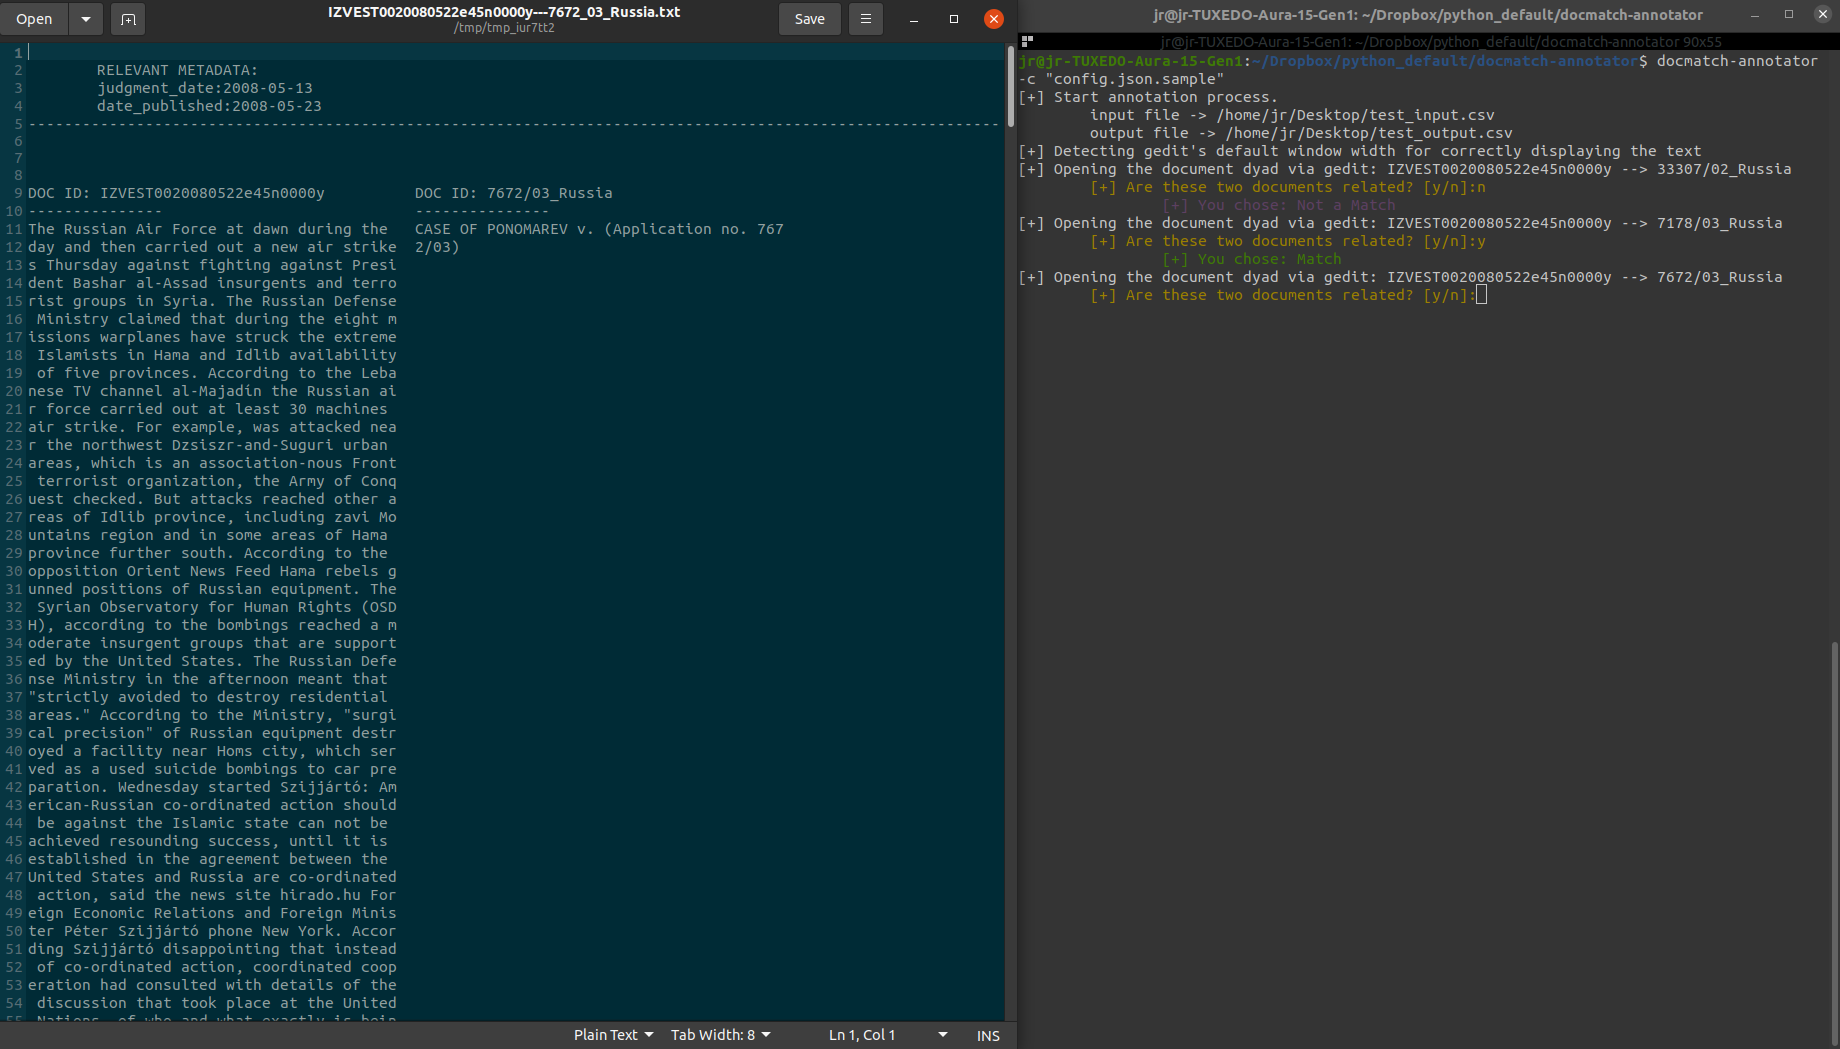 Open
IZVEST0020080522e45n0000y---7672_03_Russia.txt
/tmp/tmp_iur7tt2
Save
1
2 RELEVANT METADATA:
3 judgment_date:2008-05-13
4 date_published:2008-05-23
5 ------------------------------------------------------------------------------------------------------------
6
7
8
9 DOC ID: IZVEST0020080522e45n0000y DOC ID: 7672/03_Russia
10 --------------- ---------------
11 The Russian Air Force at dawn during the CASE OF PONOMAREV v. (Application no. 767
12 day and then carried out a new air strike 2/03)
13 s Thursday against fighting against Presi
14 dent Bashar al-Assad insurgents and terro
15 rist groups in Syria. The Russian Defense
16 Ministry claimed that during the eight m
17 issions warplanes have struck the extreme
18 Islamists in Hama and Idlib availability
19 of five provinces. According to the Leba
20 nese TV channel al-Majadín the Russian ai
21 r force carried out at least 30 machines
22 air strike. For example, was attacked nea
23 r the northwest Dzsiszr-and-Suguri urban
24 areas, which is an association-nous Front
25 terrorist organization, the Army of Conq
26 uest checked. But attacks reached other a
27 reas of Idlib province, including zavi Mo
28 untains region and in some areas of Hama
29 province further south. According to the
30 opposition Orient News Feed Hama rebels g
31 unned positions of Russian equipment. The
32 Syrian Observatory for Human Rights (OSD
33 H), according to the bombings reached a m
34 oderate insurgent groups that are support
35 ed by the United States. The Russian Defe
36 nse Ministry in the afternoon meant that
37 "strictly avoided to destroy residential
38 areas." According to the Ministry, "surgi
39 cal precision" of Russian equipment destr
40 oyed a facility near Homs city, which ser
41 ved as a used suicide bombings to car pre
42 paration. Wednesday started Szijjártó: Am
43 erican-Russian co-ordinated action should
44 be against the Islamic state can not be
45 achieved resounding success, until it is
46 established in the agreement between the
47 United States and Russia are co-ordinated
48 action, said the news site hirado.hu For
49 eign Economic Relations and Foreign Minis
50 ter Péter Szijjártó phone New York. Accor
51 ding Szijjártó disappointing that instead
52 of co-ordinated action, coordinated coop
53 eration had consulted with details of the
54 discussion that took place at the United
55 Nations, of who and what exactly is bein
Plain Text Tab Width: 8 Ln 1, Col 1 INS
jr@jr-TUXEDO-Aura-15-Gen1: ~/Dropbox/python_default/docmatch-annotator
jr@jr-TUXEDO-Aura-15-Gen1: ~/Dropbox/python_default/docmatch-annotator 90x55
jr@jr-TUXEDO-Aura-15-Gen1:~/Dropbox/python_default/docmatch-annotator$ docmatch-annotator
-c "config.json.sample"
[+] Start annotation process.
input file -> /home/jr/Desktop/test_input.csv
output file -> /home/jr/Desktop/test_output.csv
[+] Detecting gedit's default window width for correctly displaying the text
[+] Opening the document dyad via gedit: IZVEST0020080522e45n0000y --> 33307/02_Russia
[+] Are these two documents related? [y/n]:n
[+] You chose: Not a Match
[+] Opening the document dyad via gedit: IZVEST0020080522e45n0000y --> 7178/03_Russia
[+] Are these two documents related? [y/n]:y
[+] You chose: Match
[+] Opening the document dyad via gedit: IZVEST0020080522e45n0000y --> 7672/03_Russia
[+] Are these two documents related? [y/n]: